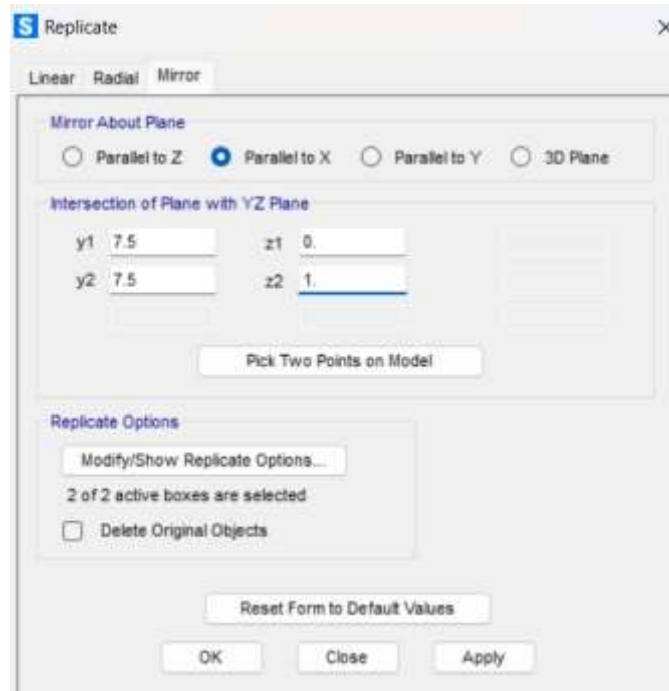 S Replicate
Linear Radial Mirror
Mirror About Plane
Parallel to Z Parallel to X Parallel to Y 3D Plane
Intersection of Plane with YZ Plane
y1 7.5 z1 0.
y2 7.5 z2 1.
Pick Two Points on Model
Replicate Options
Modify/Show Replicate Options...
2 of 2 active boxes are selected
Delete Original Objects
Reset Form to Default Values
OK Close Apply